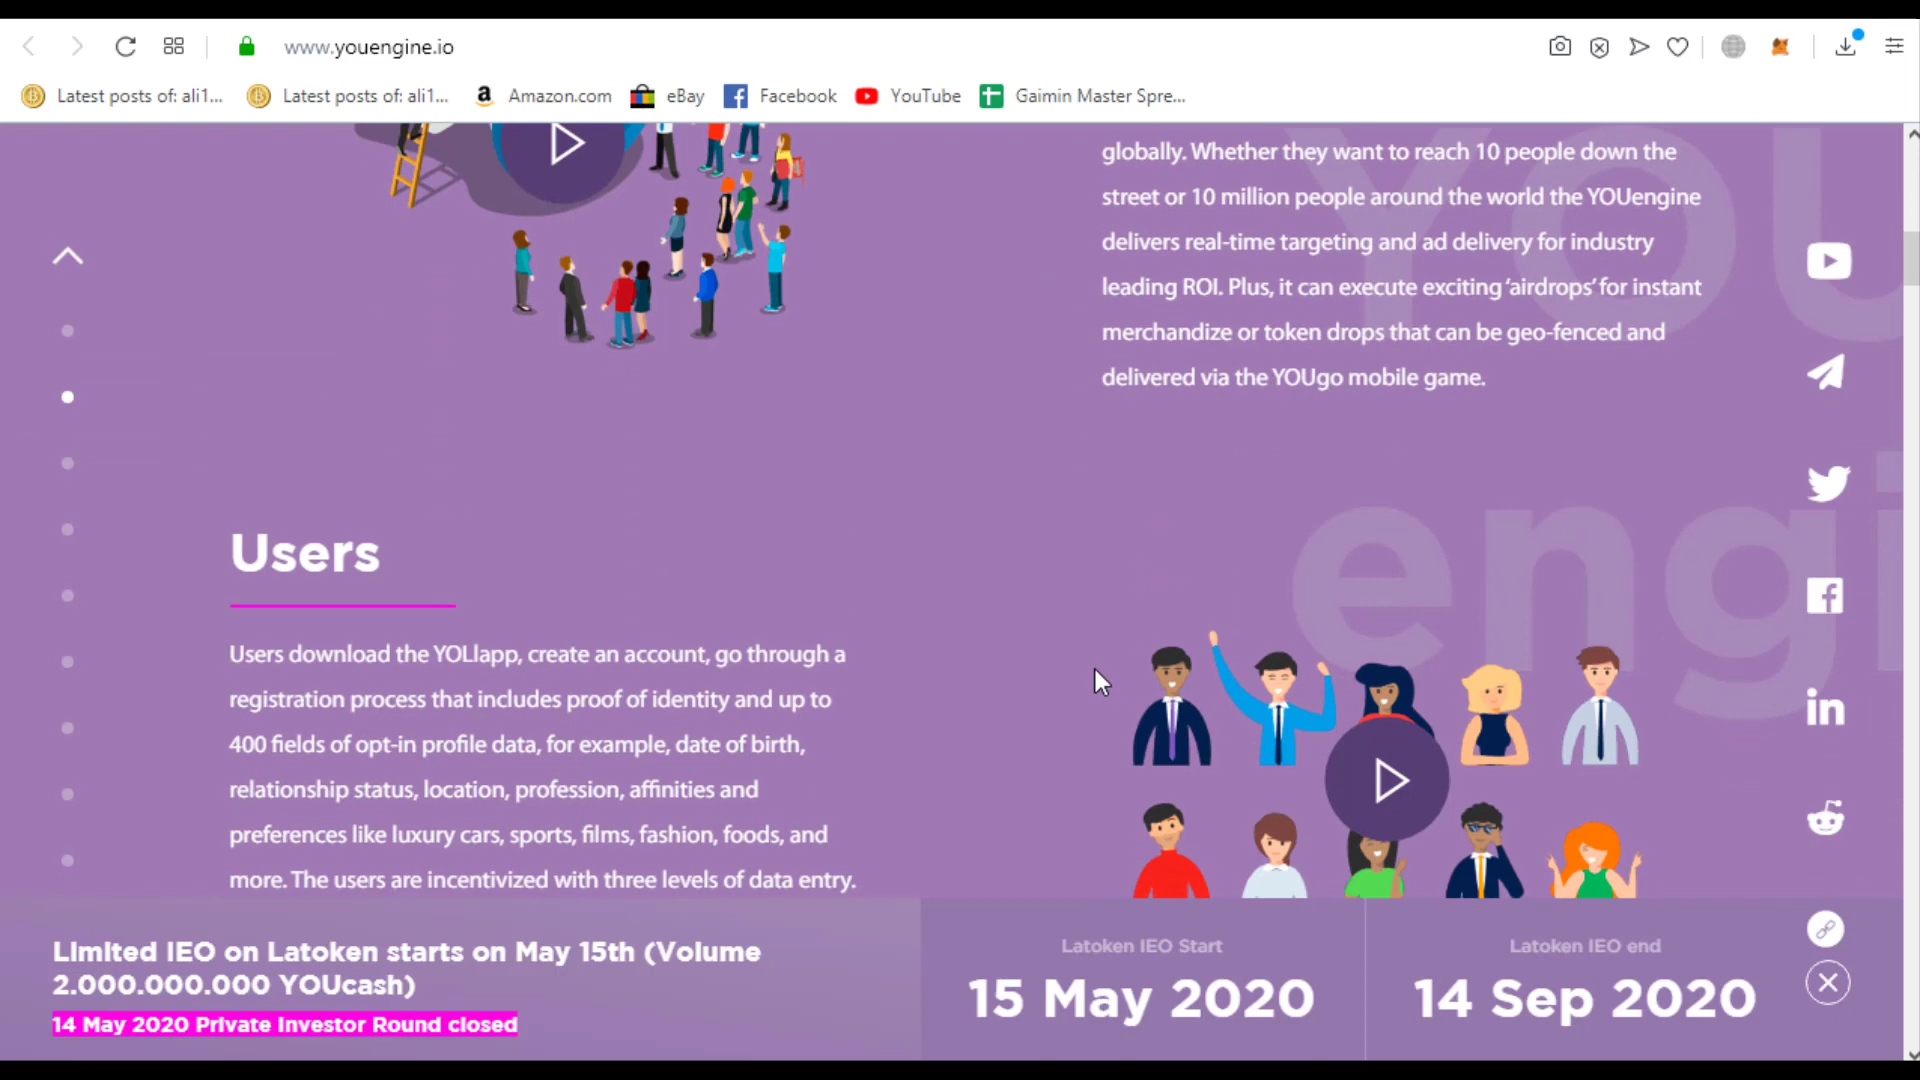 www.youengine.io
Latest posts of: ali1...
Latest posts of: ali1...
Amazon.com
eBay
Facebook
YouTube
Gaimin Master Spre...
globally. Whether they want to reach 10 people down the
street or 10 million people around the world the YOUengine
delivers real-time targeting and ad delivery for industry
leading ROI. Plus, it can execute exciting 'airdrops' for instant
merchandize or token drops that can be geo-fenced and
delivered via the YOUgo mobile game.
YOU
engi
Users
Users download the YOUapp, create an account, go through a
registration process that includes proof of identity and up to
400 fields of opt-in profile data, for example, date of birth,
relationship status, location, profession, affinities and
preferences like luxury cars, sports, films, fashion, foods, and
more. The users are incentivized with three levels of data entry.
Limited IEO on Latoken starts on May 15th (Volume
2.000.000.000 YOUcash)
14 May 2020 Private Investor Round closed
Latoken IEO Start
15 May 2020
Latoken IEO end
14 Sep 2020